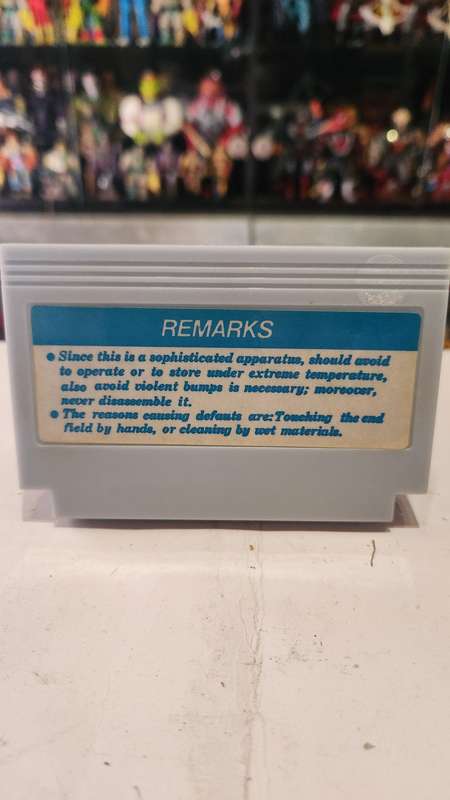 REMARKS
● Since this is a sophisticated apparatus, should avoid
to operate or to store under extreme temperature,
also avoid violent bumps is necessary; moreover,
never disassemble it.
● The reasons causing defauts are:Touching the end
field by hands, or cleaning by wet materials.